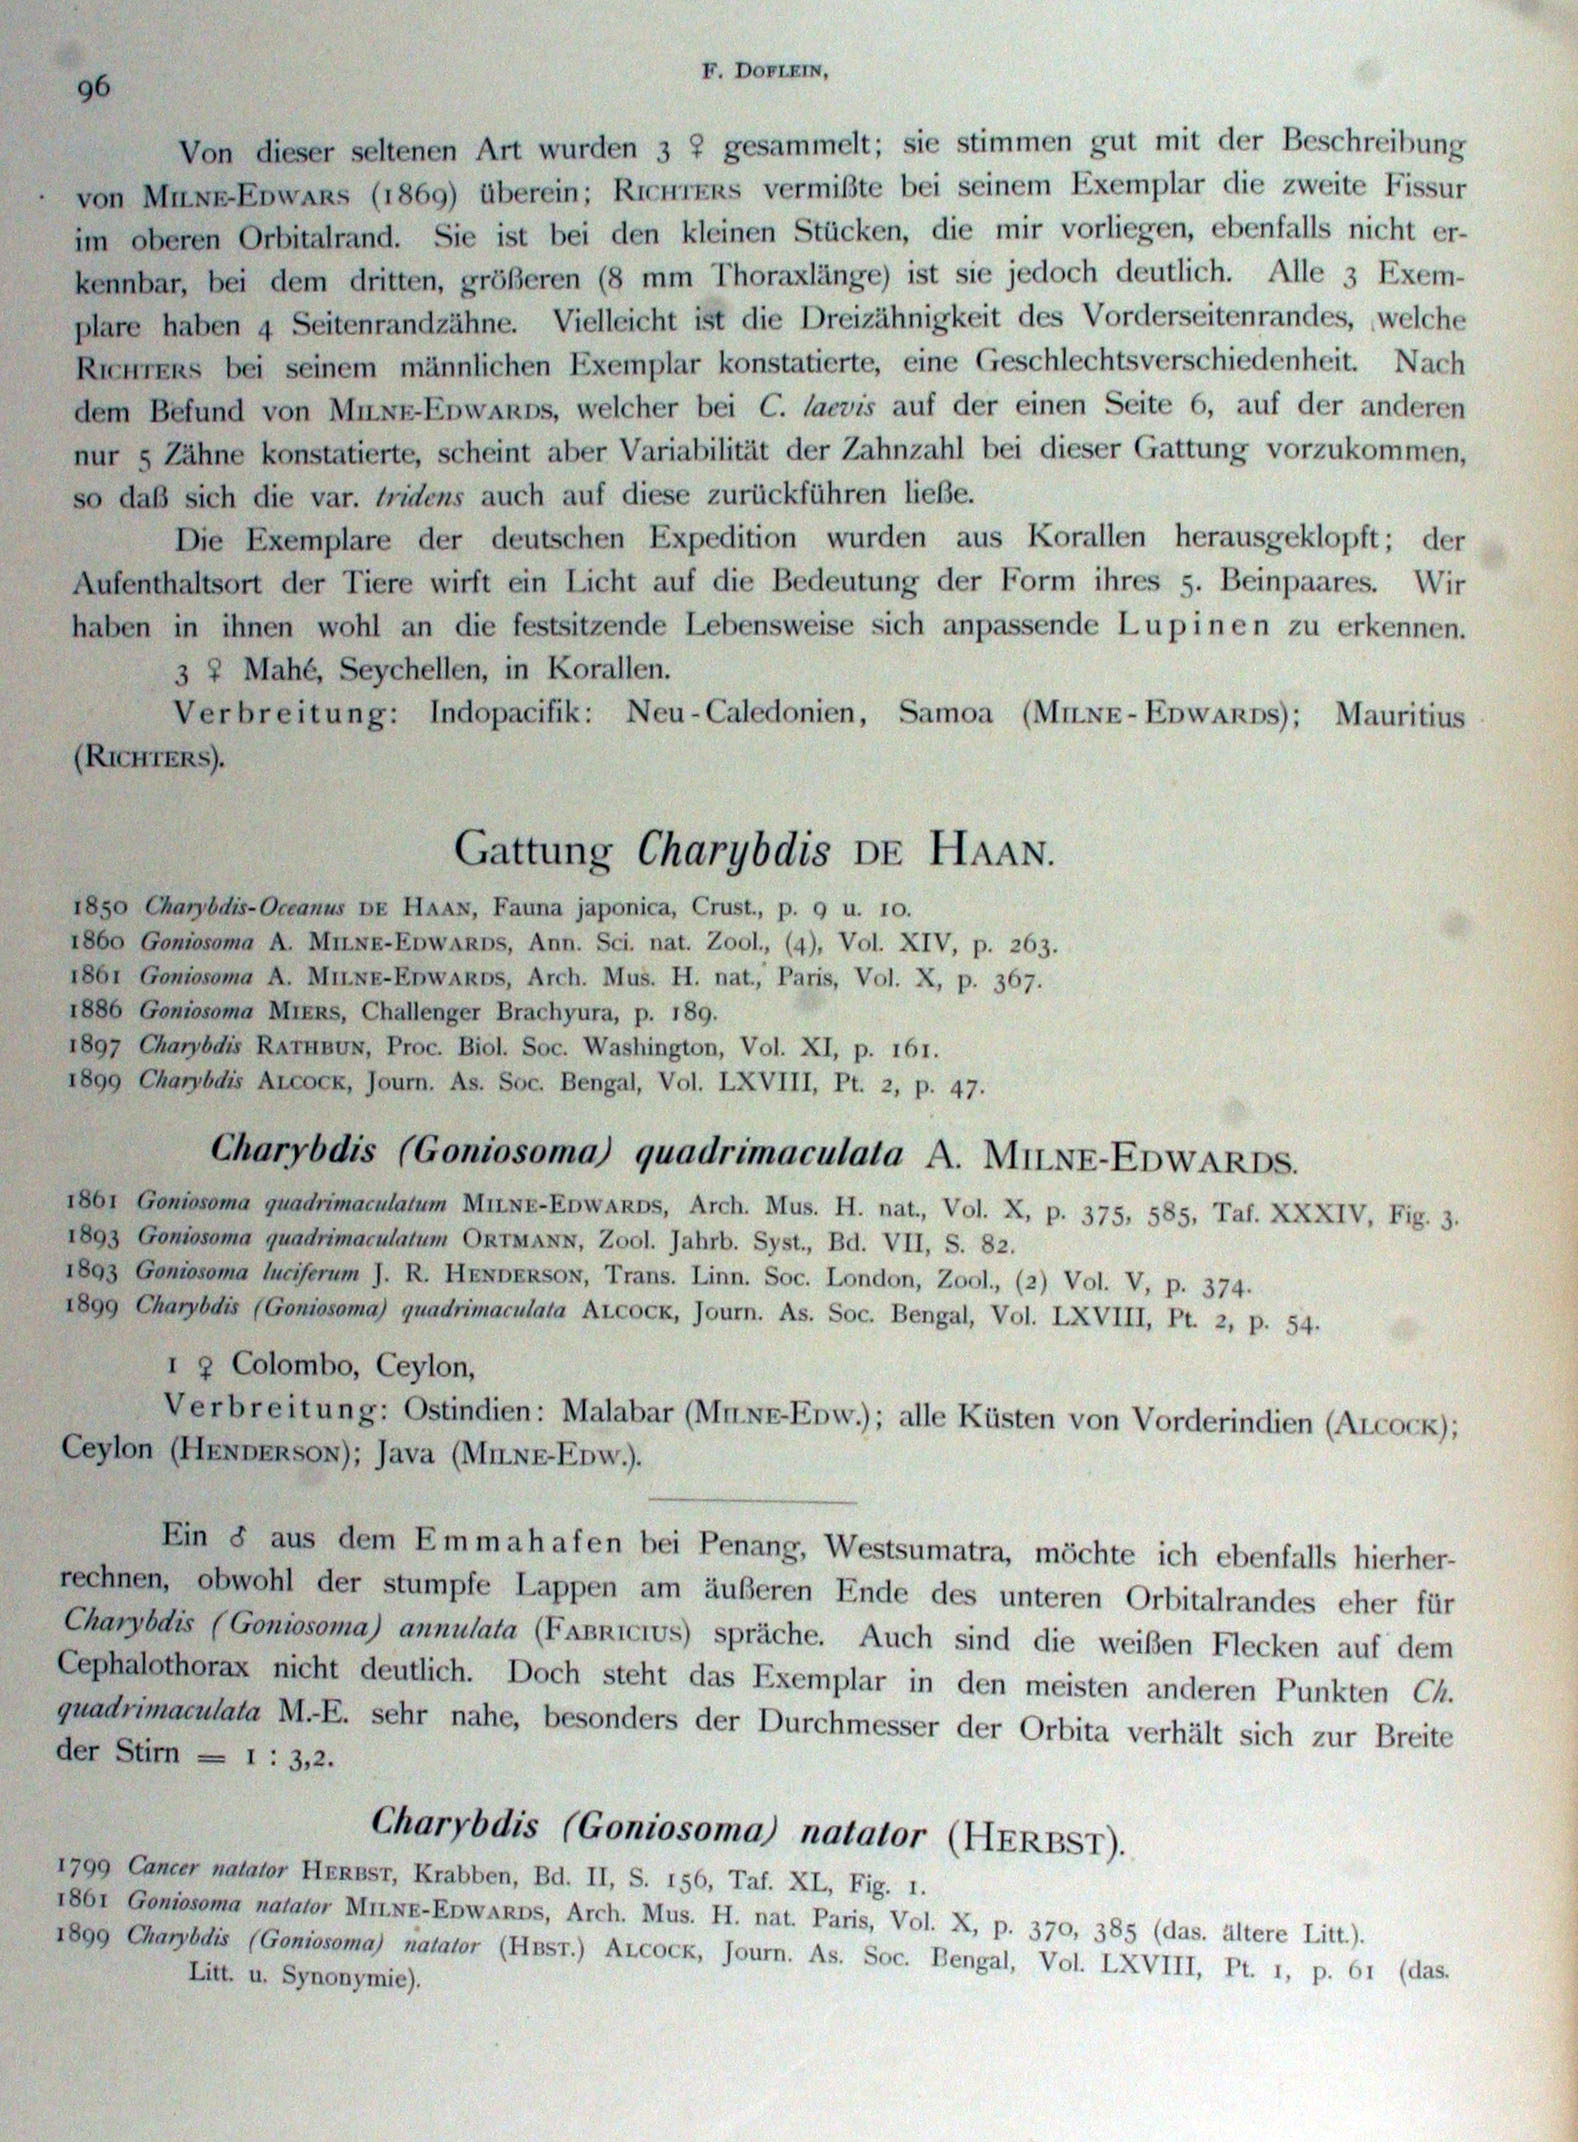 96
F. DOFLEIN,
Von dieser seltenen Art wurden 3 ♀ gesammelt; sie stimmen gut mit der Beschreibung
von MILNE-EDWARS (1869) überein; RICHTERS vermißte bei seinem Exemplar die zweite Fissur
im oberen Orbitalrand. Sie ist bei den kleinen Stücken, die mir vorliegen, ebenfalls nicht er-
kennbar, bei dem dritten, größeren (8 mm Thoraxlänge) ist sie jedoch deutlich. Alle 3 Exem-
plare haben 4 Seitenrandzähne. Vielleicht ist die Dreizähnigkeit des Vorderseitenrandes, welche
RICHTERS bei seinem männlichen Exemplar konstatierte, eine Geschlechtsverschiedenheit. Nach
dem Befund von MILNE-EDWARDS, welcher bei C. laevis auf der einen Seite 6, auf der anderen
nur 5 Zähne konstatierte, scheint aber Variabilität der Zahnzahl bei dieser Gattung vorzukommen,
so daß sich die var. tridens auch auf diese zurückführen ließe.
Die Exemplare der deutschen Expedition wurden aus Korallen herausgeklopft; der
Aufenthaltsort der Tiere wirft ein Licht auf die Bedeutung der Form ihres 5. Beinpaares. Wir
haben in ihnen wohl an die festsitzende Lebensweise sich anpassende Lupinen zu erkennen.
3 ♀ Mahé, Seychellen, in Korallen.
Verbreitung: Indopacifik: Neu-Caledonien, Samoa (MILNE-EDWARDS); Mauritius
(RICHTERS).
Gattung Charybdis DE HAAN.
1850 Charybdis-Oceanus DE HAAN, Fauna japonica, Crust., p. 9 u. 10.
1860 Goniosoma A. MILNE-EDWARDS, Ann. Sci. nat. Zool., (4), Vol. XIV, p. 263.
1861 Goniosoma A. MILNE-EDWARDS, Arch. Mus. H. nat., Paris, Vol. X, p. 367.
1886 Goniosoma MIERS, Challenger Brachyura, p. 189.
1897 Charybdis RATHBUN, Proc. Biol. Soc. Washington, Vol. XI, p. 161.
1899 Charybdis ALCOCK, Journ. As. Soc. Bengal, Vol. LXVIII, Pt. 2, p. 47.
Charybdis (Goniosoma) quadrimaculata A. MILNE-EDWARDS.
1861 Goniosoma quadrimaculatum MILNE-EDWARDS, Arch. Mus. H. nat., Vol. X, p. 375, 585, Taf. XXXIV, Fig. 3.
1893 Goniosoma quadrimaculatum ORTMANN, Zool. Jahrb. Syst., Bd. VII, S. 82.
1893 Goniosoma luciferum J. R. HENDERSON, Trans. Linn. Soc. London, Zool., (2) Vol. V, p. 374.
1899 Charybdis (Goniosoma) quadrimaculata ALCOCK, Journ. As. Soc. Bengal, Vol. LXVIII, Pt. 2, p. 54.
1 ♀ Colombo, Ceylon,
Verbreitung: Ostindien: Malabar (MILNE-EDW.); alle Küsten von Vorderindien (ALCOCK);
Ceylon (HENDERSON); Java (MILNE-EDW.).
Ein ♂ aus dem Emmahafen bei Penang, Westsumatra, möchte ich ebenfalls hierher-
rechnen, obwohl der stumpfe Lappen am äußeren Ende des unteren Orbitalrandes eher für
Charybdis (Goniosoma) annulata (FABRICIUS) spräche. Auch sind die weißen Flecken auf dem
Cephalothorax nicht deutlich. Doch steht das Exemplar in den meisten anderen Punkten Ch.
quadrimaculata M.-E. sehr nahe, besonders der Durchmesser der Orbita verhält sich zur Breite
der Stirn = 1 : 3,2.
Charybdis (Goniosoma) natator (HERBST).
1799 Cancer natator HERBST, Krabben, Bd. II, S. 156, Taf. XL, Fig. 1.
1861 Goniosoma natator MILNE-EDWARDS, Arch. Mus. H. nat. Paris, Vol. X, p. 370, 385 (das. ältere Litt.).
1899 Charybdis (Goniosoma) natator (HBST.) ALCOCK, Journ. As. Soc. Bengal, Vol. LXVIII, Pt. 1, p. 61 (das.
Litt. u. Synonymie).